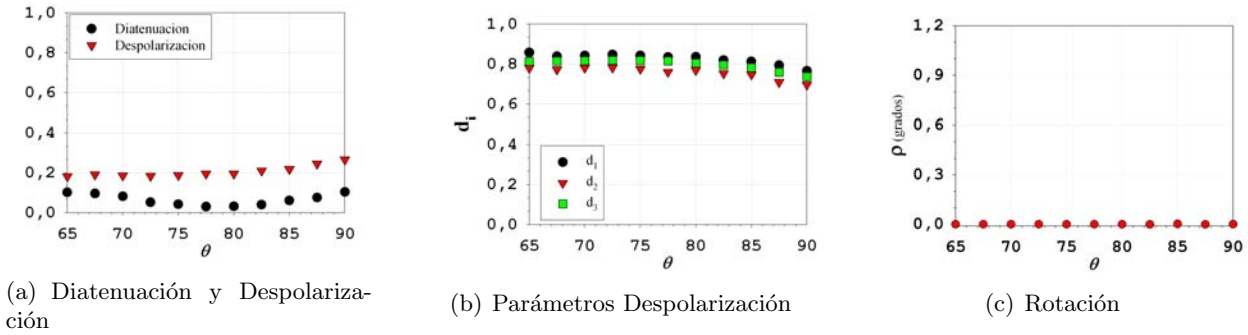 1,0
0,8
0,6
0,4
0,2
0,0
Diatenuacion
Despolarizacion
65 70 75 80 85 90
θ
(a) Diatenuación y Despolariza-
ción
1,0
0,8
0,6
0,4
0,2
0,0
d_i
d_1
d_2
d_3
65 70 75 80 85 90
θ
(b) Parámetros Despolarización
1,2
0,9
0,6
0,3
0,0
ρ (grados)
65 70 75 80 85 90
θ
(c) Rotación